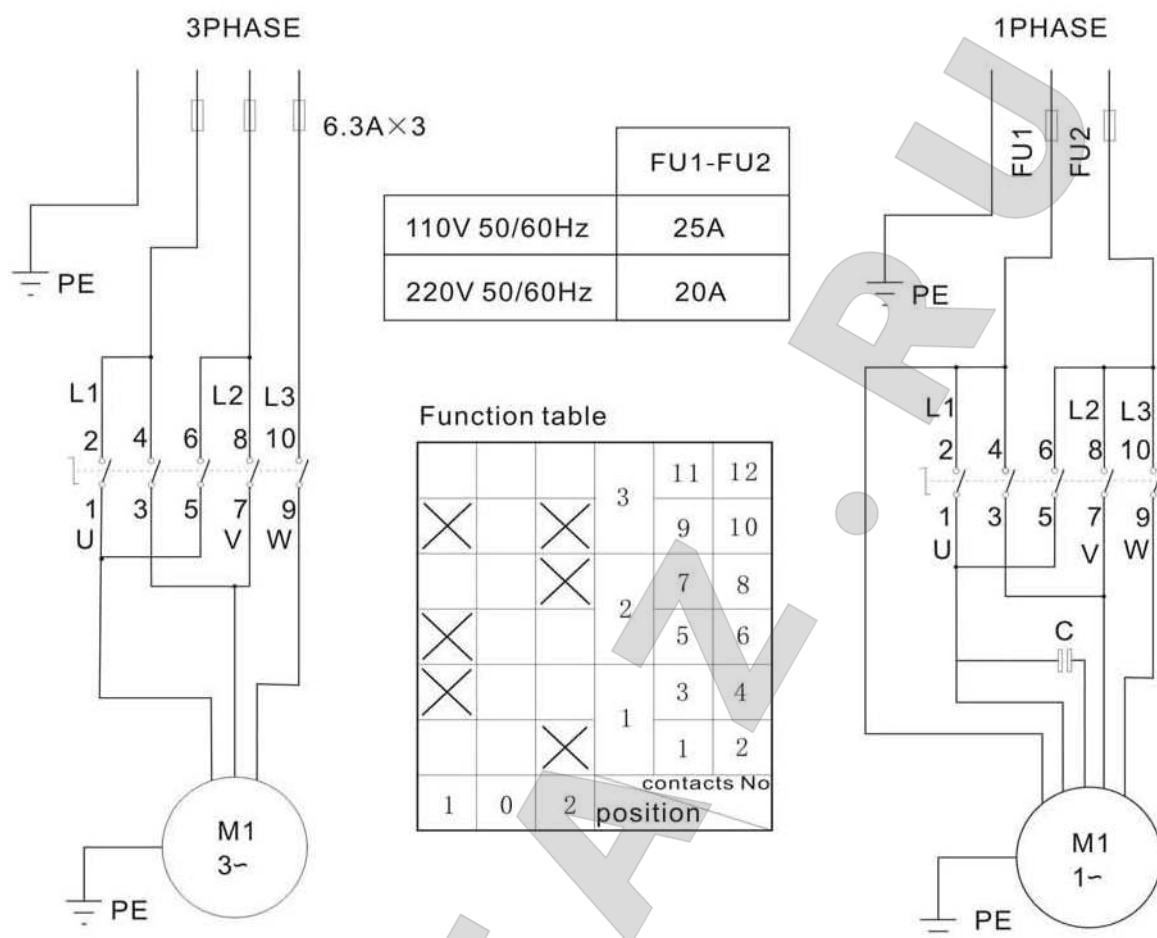 3PHASE
6.3A×3
PE
L1 L2 L3
2 4 6 8 10
1 3 5 7 9
U V W
M1
3~
PE
FU1-FU2
110V 50/60Hz 25A
220V 50/60Hz 20A
Function table
3 11 12
9 10
2 7 8
5 6
1 3 4
1 2
contacts No
1 0 2 position
1PHASE
FU1 FU2
PE
L1 L2 L3
2 4 6 8 10
1 3 5 7 9
U V W
C
M1
1~
PE
AZ.RU